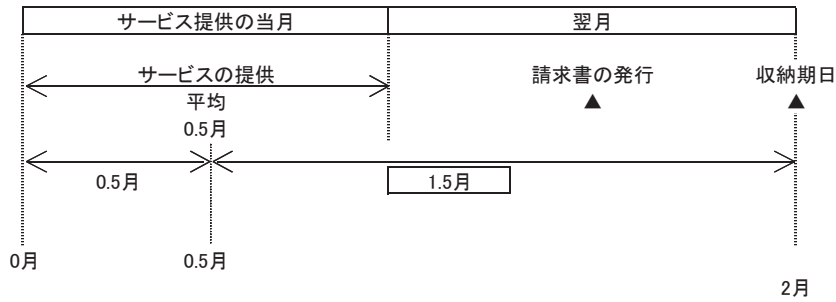 サービス提供の当月 翌月
サービスの提供 請求書の発行 収納期日
平均 ▲ ▲
0.5月
0.5月 1.5月
0月 0.5月
2月